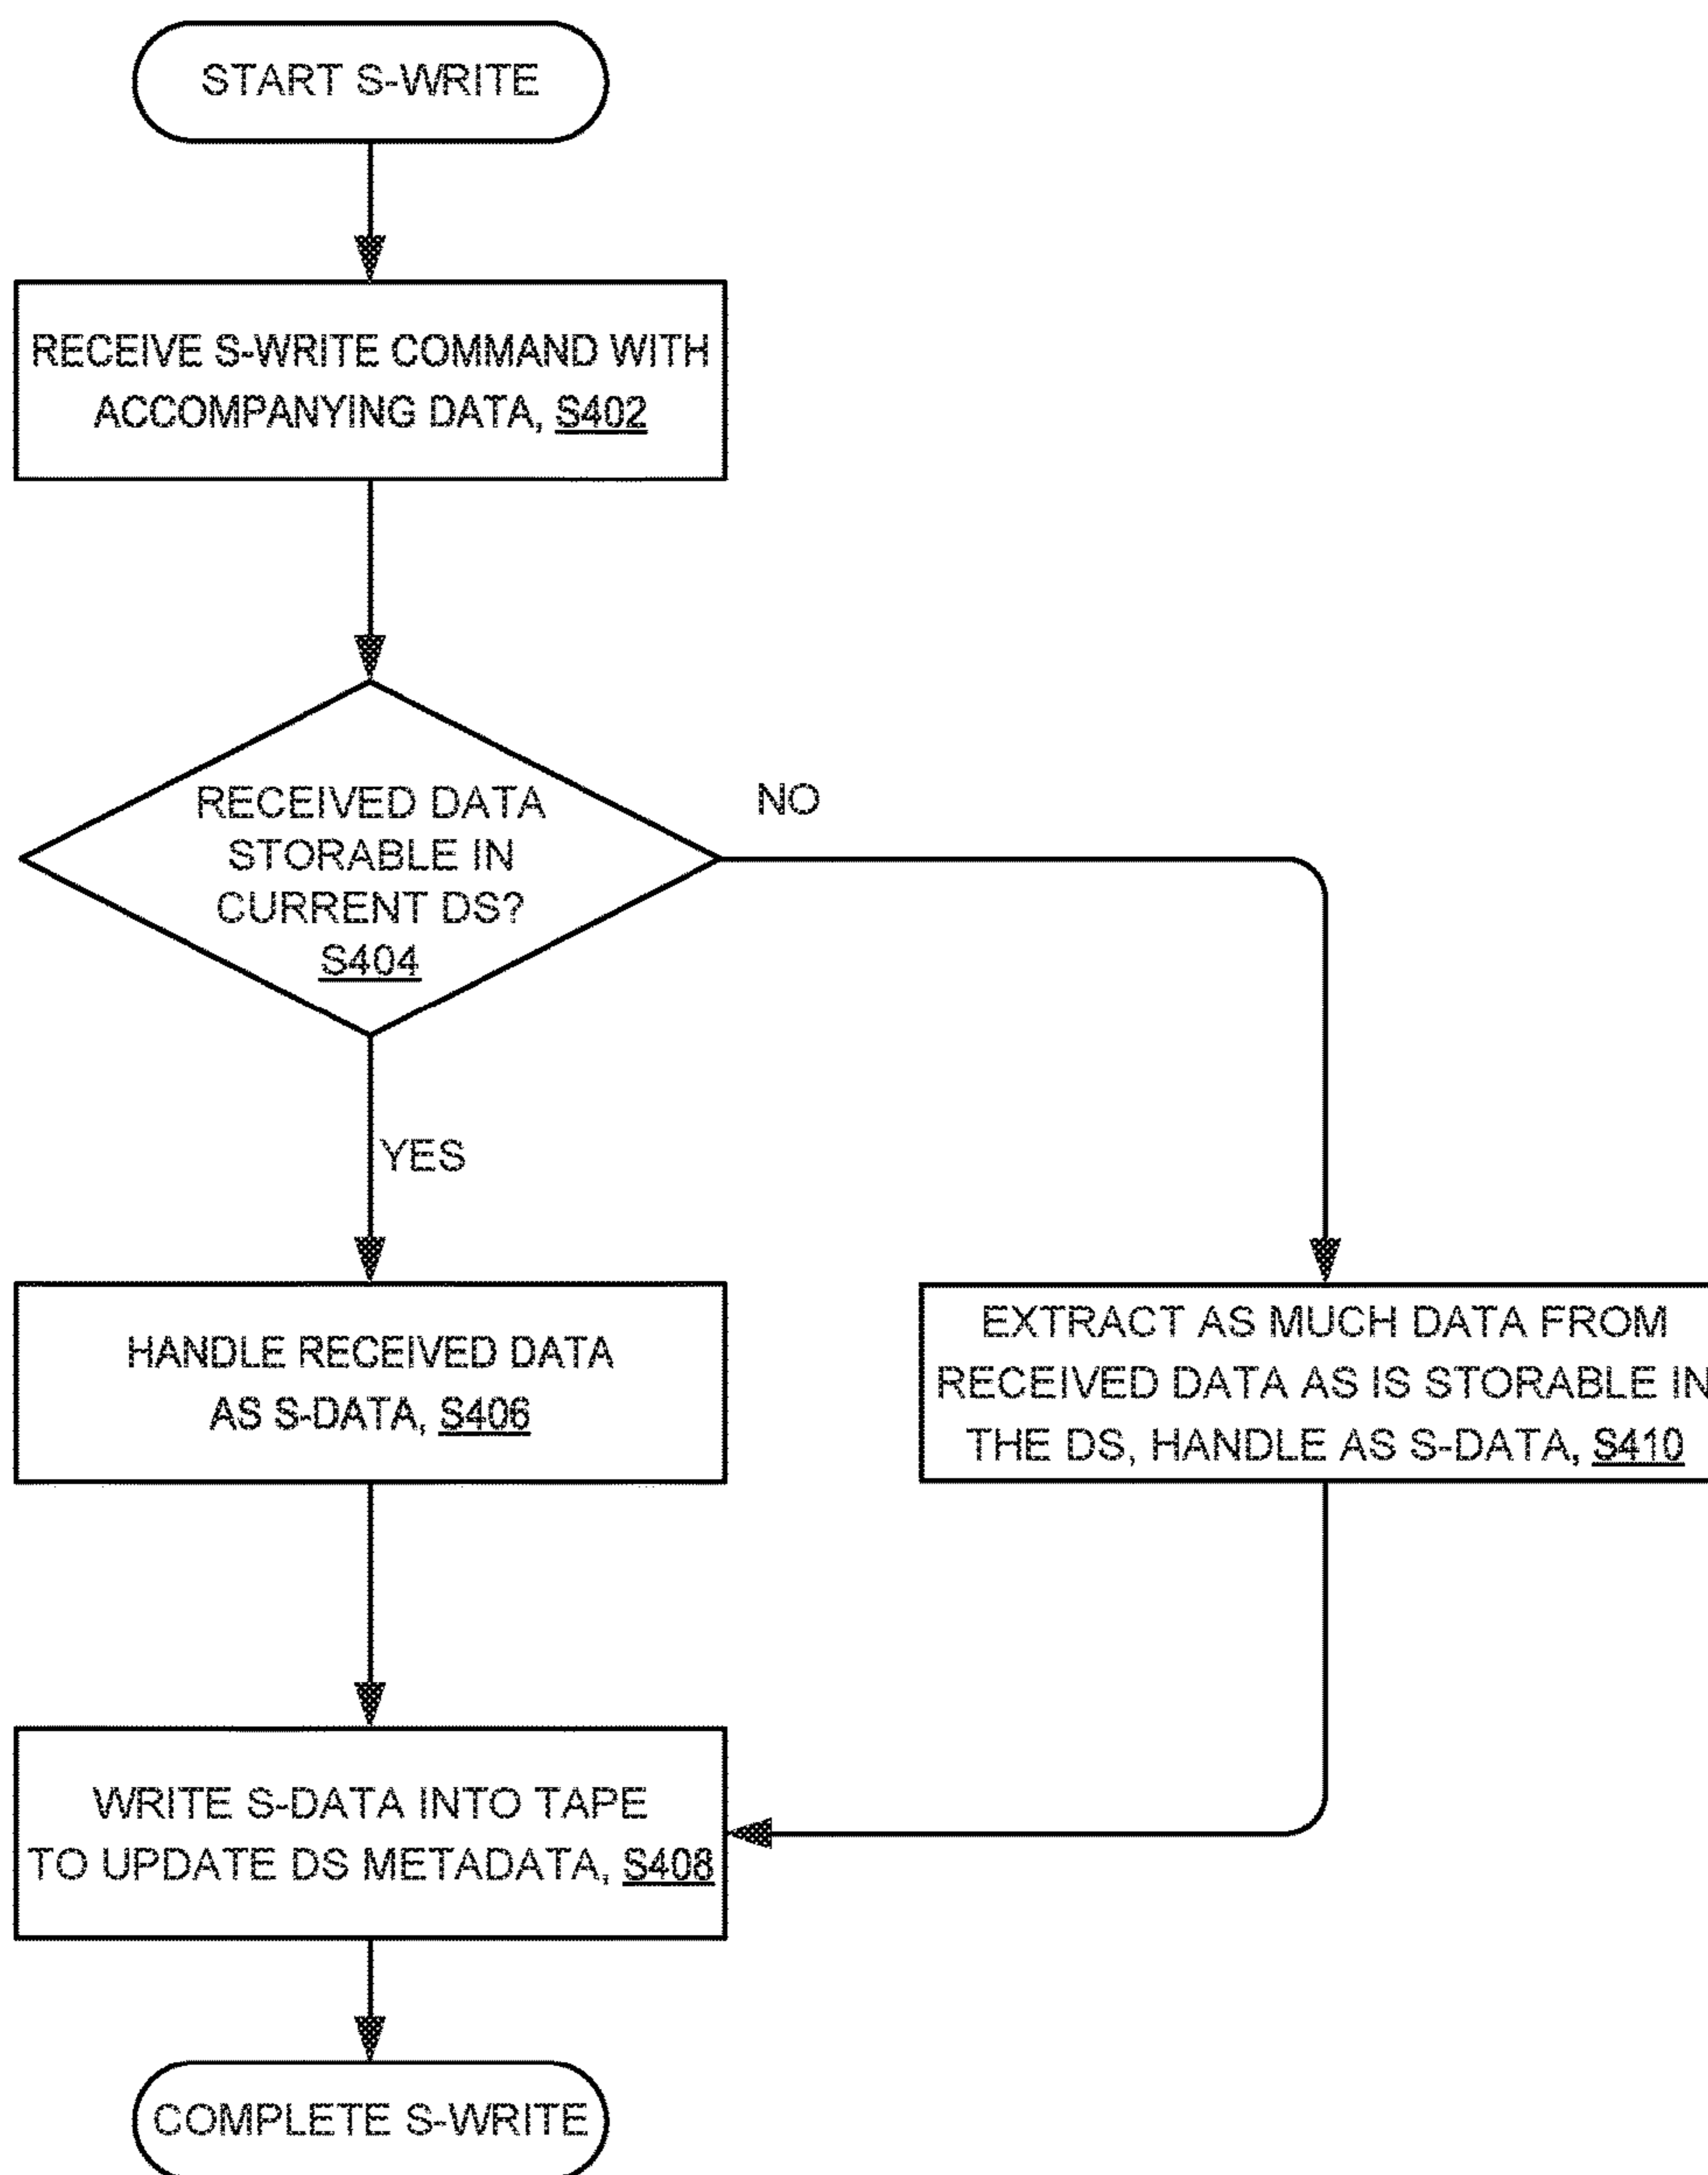 START S-WRITE
RECEIVE S-WRITE COMMAND WITH
ACCOMPANYING DATA, S402
RECEIVED DATA
STORABLE IN
CURRENT DS?
S404
NO
YES
HANDLE RECEIVED DATA
AS S-DATA, S406
EXTRACT AS MUCH DATA FROM
RECEIVED DATA AS IS STORABLE IN
THE DS, HANDLE AS S-DATA, S410
WRITE S-DATA INTO TAPE
TO UPDATE DS METADATA, S408
COMPLETE S-WRITE